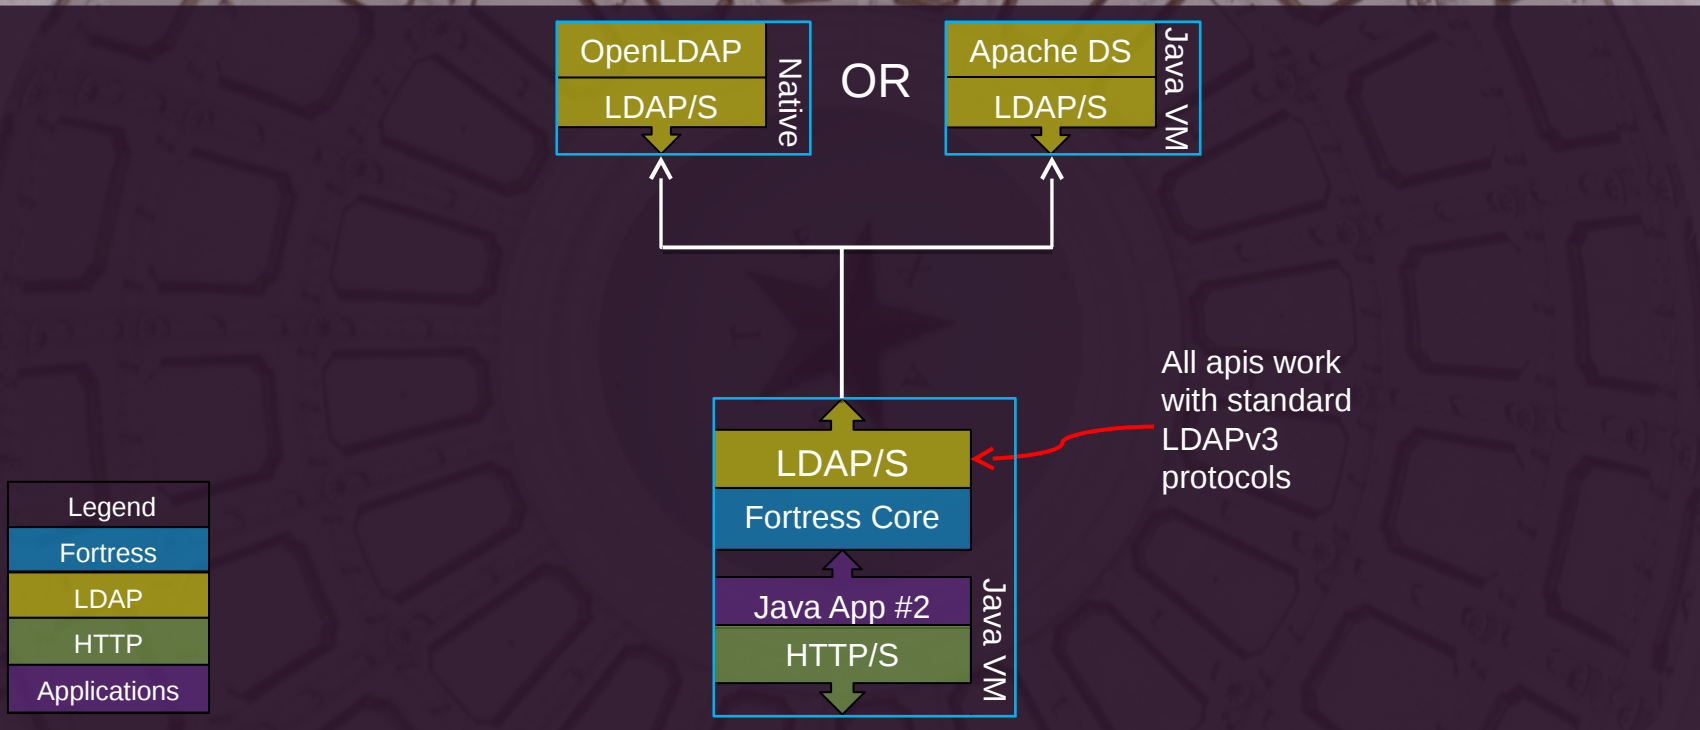 OpenLDAP
LDAP/S
Native
OR
Apache DS
LDAP/S
Java VM
All apis work
with standard
LDAPv3
protocols
LDAP/S
Fortress Core
Java App #2
HTTP/S
Java VM
Legend
Fortress
LDAP
HTTP
Applications